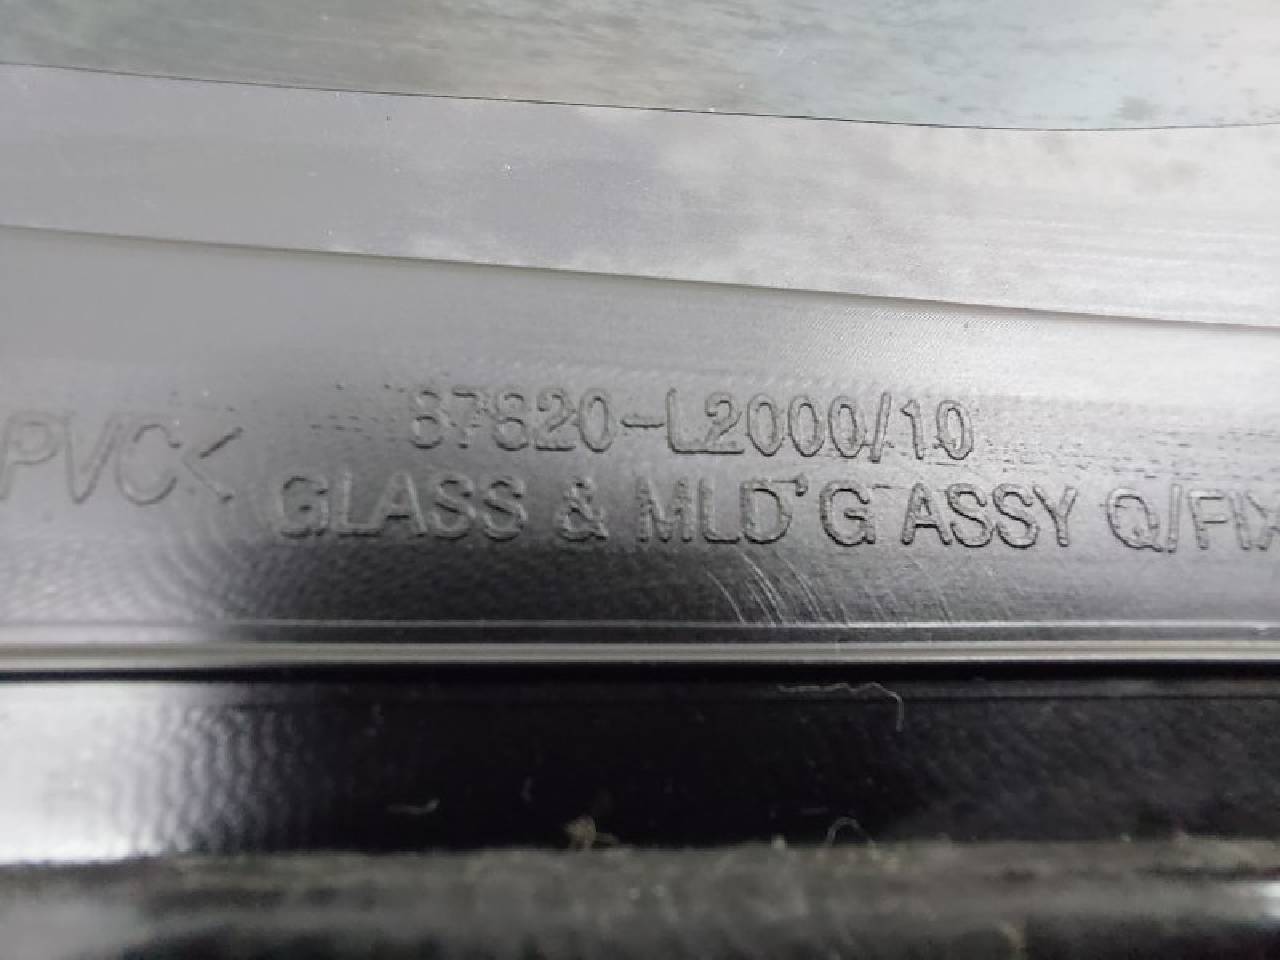 87820-L2000/10
PVC<
GLASS & MLD'G ASSY Q/FIX